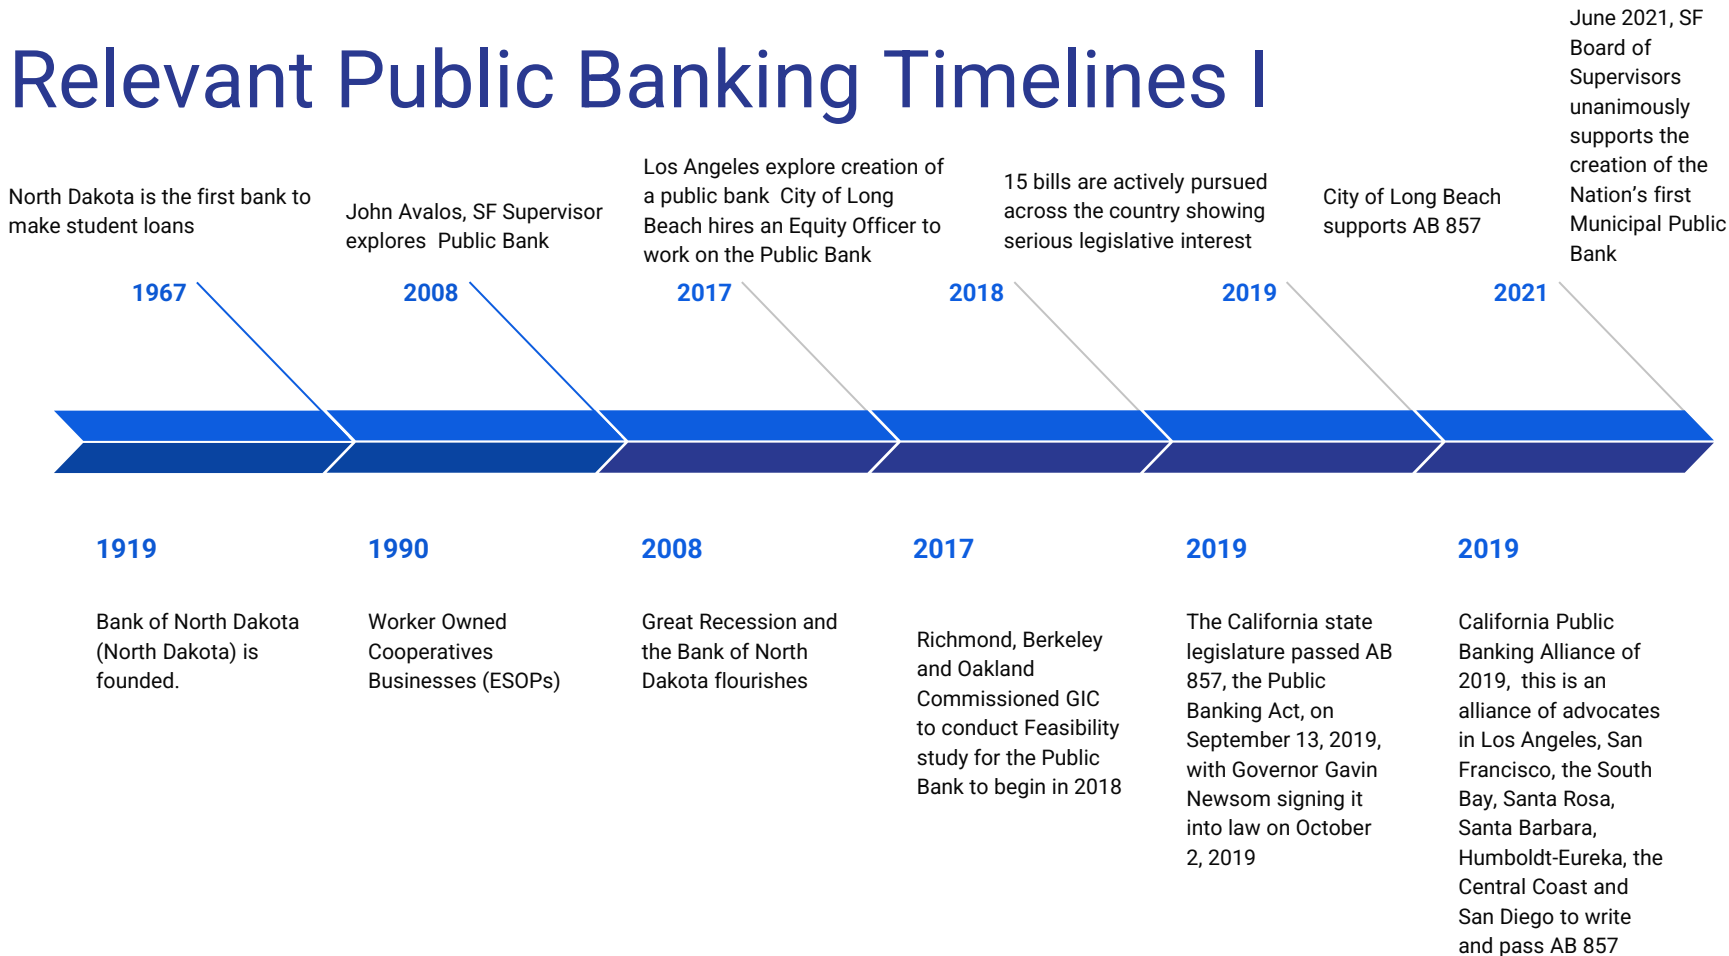 Relevant Public Banking Timelines I
North Dakota is the first bank to
make student loans
1967
John Avalos, SF Supervisor
explores  Public Bank
2008
Los Angeles explore creation of
a public bank  City of Long
Beach hires an Equity Officer to
work on the Public Bank
2017
15 bills are actively pursued
across the country showing
serious legislative interest
2018
City of Long Beach
supports AB 857
2019
June 2021, SF
Board of
Supervisors
unanimously
supports the
creation of the
Nation’s first
Municipal Public
Bank
2021
1919
Bank of North Dakota
(North Dakota) is
founded.
1990
Worker Owned
Cooperatives
Businesses (ESOPs)
2008
Great Recession and
the Bank of North
Dakota flourishes
2017
Richmond, Berkeley
and Oakland
Commissioned GIC
to conduct Feasibility
study for the Public
Bank to begin in 2018
2019
The California state
legislature passed AB
857, the Public
Banking Act, on
September 13, 2019,
with Governor Gavin
Newsom signing it
into law on October
2, 2019
2019
California Public
Banking Alliance of
2019,  this is an
alliance of advocates
in Los Angeles, San
Francisco, the South
Bay, Santa Rosa,
Santa Barbara,
Humboldt-Eureka, the
Central Coast and
San Diego to write
and pass AB 857